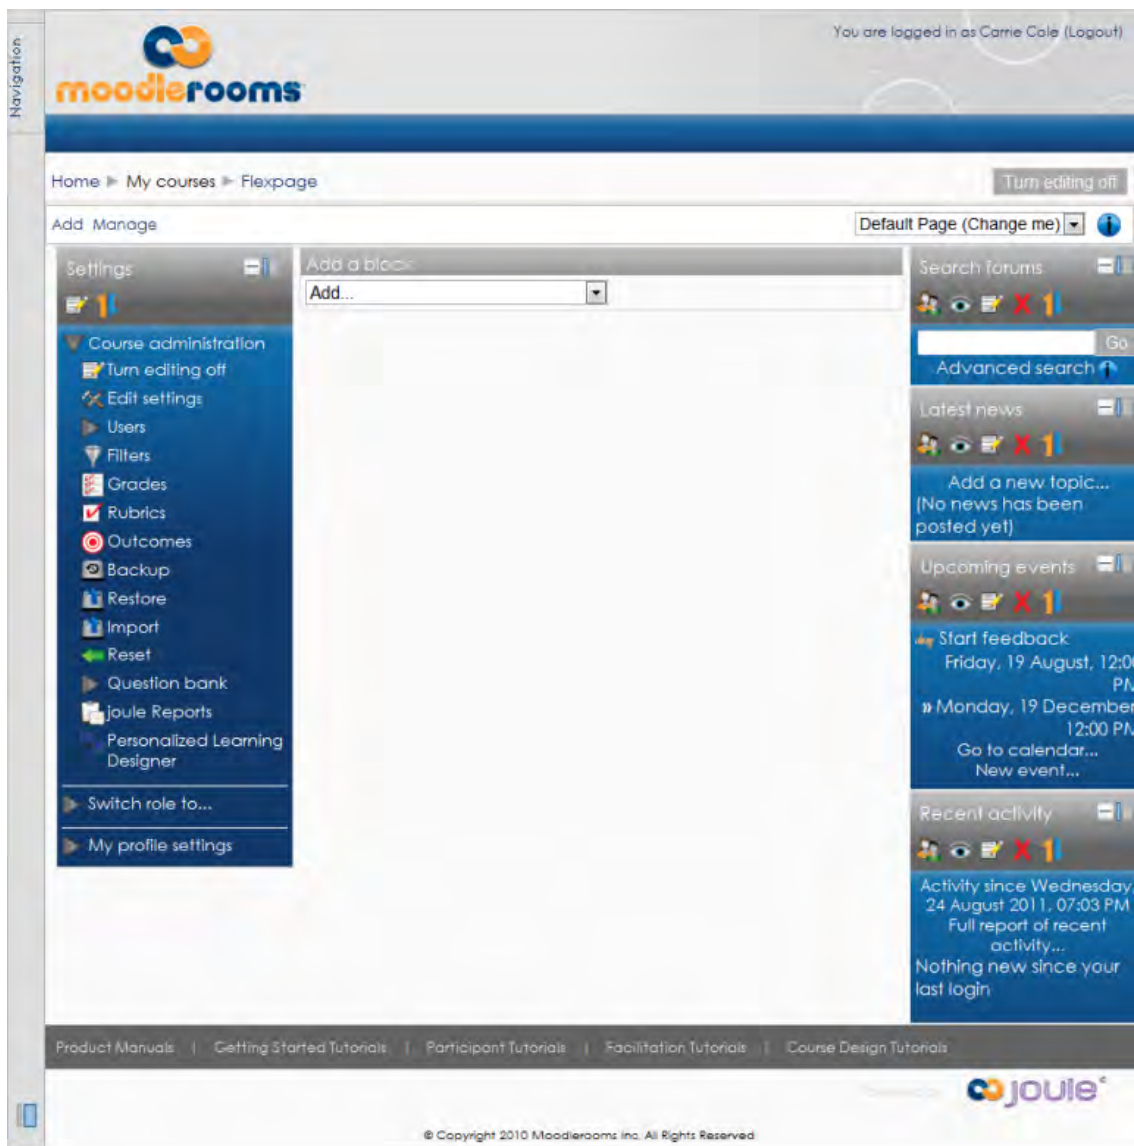 Navigation
You are logged in as Carrie Cole (Logout)
moodlerooms
Home My courses Flexpage
Turn editing off
Add Manage
Default Page (Change me)
Settings
Course administration
Turn editing off
Edit settings
Users
Filters
Grades
Rubrics
Outcomes
Backup
Restore
Import
Reset
Question bank
joule Reports
Personalized Learning
Designer
Switch role to...
My profile settings
Add a block
Add...
Search forums
Go
Advanced search
Latest news
Add a new topic...
(No news has been
posted yet)
Upcoming events
Start feedback
Friday, 19 August, 12:00
PM
» Monday, 19 December,
12:00 PM
Go to calendar...
New event...
Recent activity
Activity since Wednesday,
24 August 2011, 07:03 PM
Full report of recent
activity...
Nothing new since your
last login
Product Manuals | Getting Started Tutorials | Participant Tutorials | Facilitation Tutorials | Course Design Tutorials
joule
© Copyright 2010 Moodlerooms Inc. All Rights Reserved